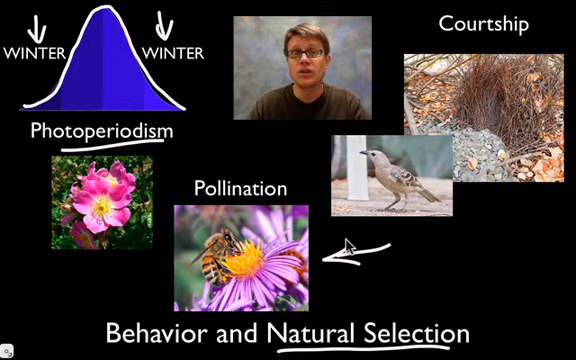 WINTER
WINTER
Courtship
Photoperiodism
Pollination
Behavior and Natural Selection